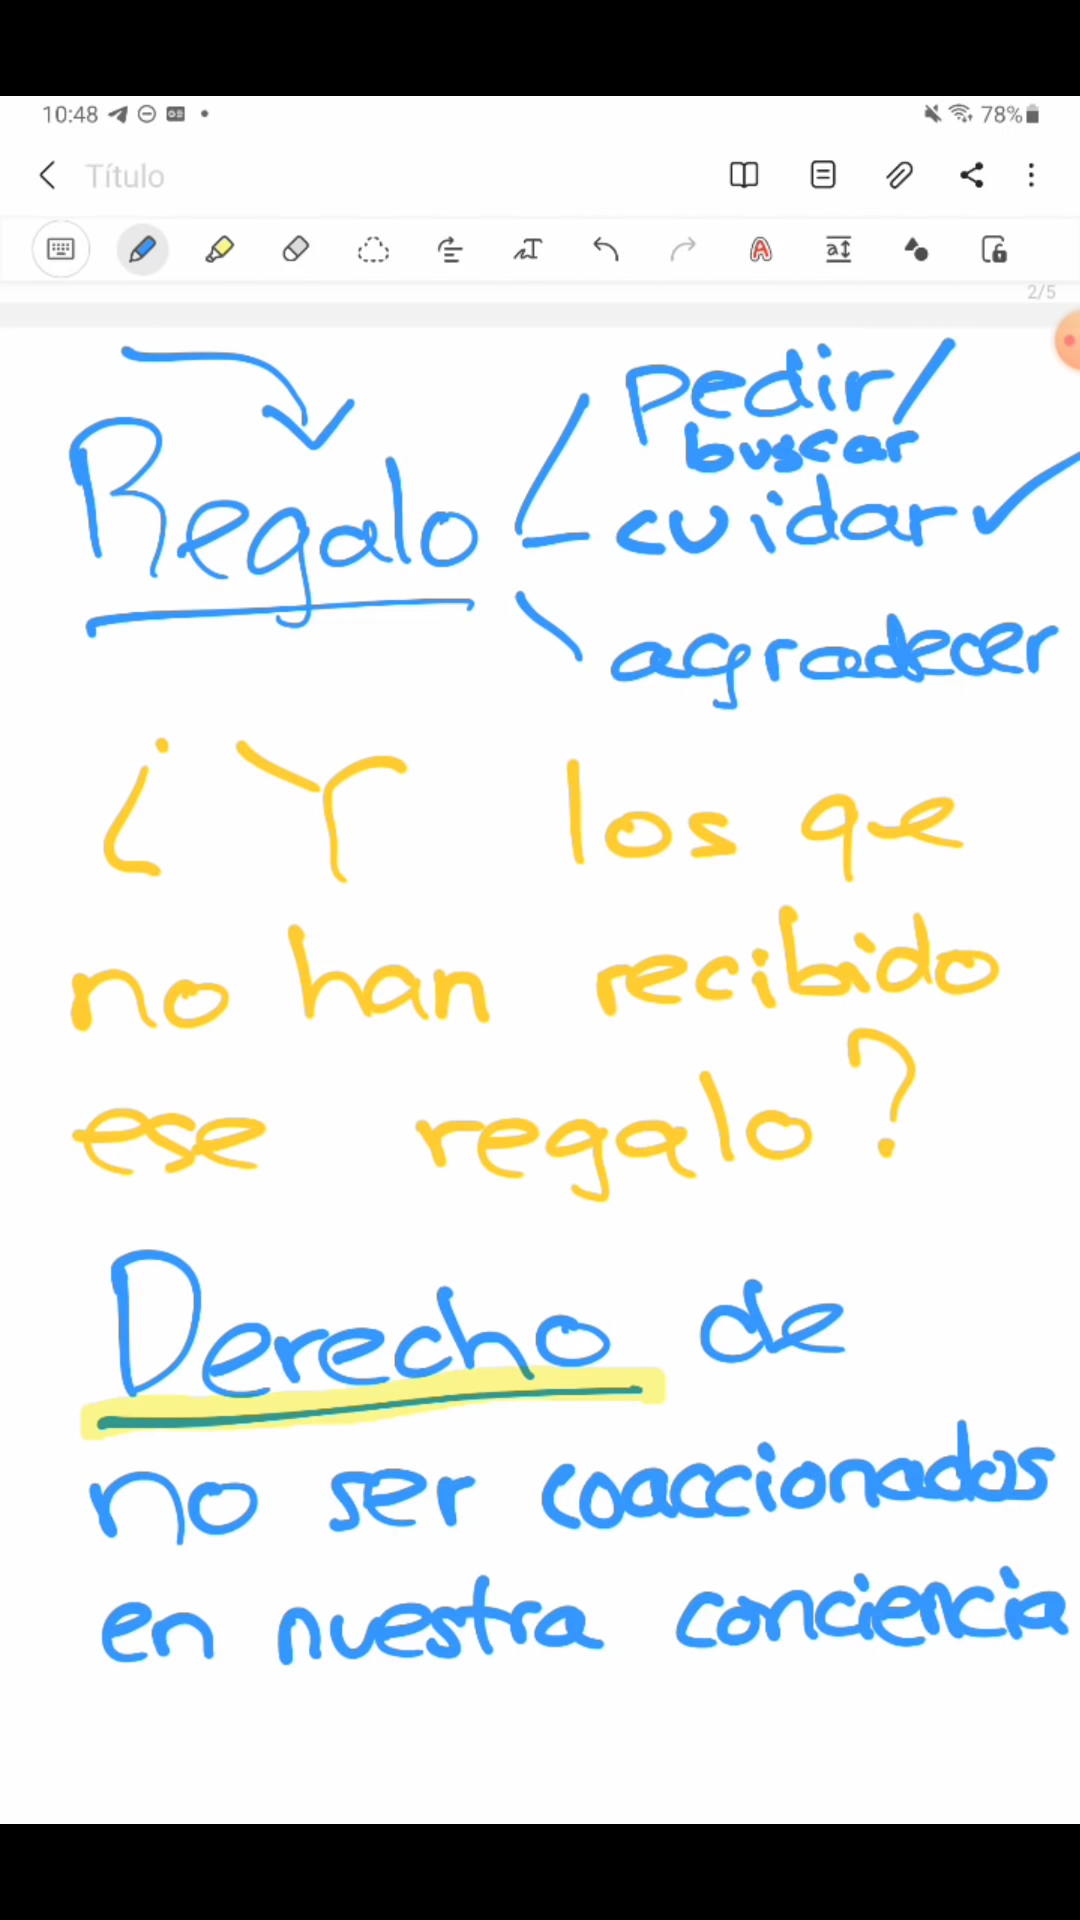 10:48
78%
Título
2/5
pedir/
buscar
Regalo
cuidar
agradecer
¿Y los que
no han recibido
ese regalo?
Derecho de
no ser coaccionados
en nuestra conciencia